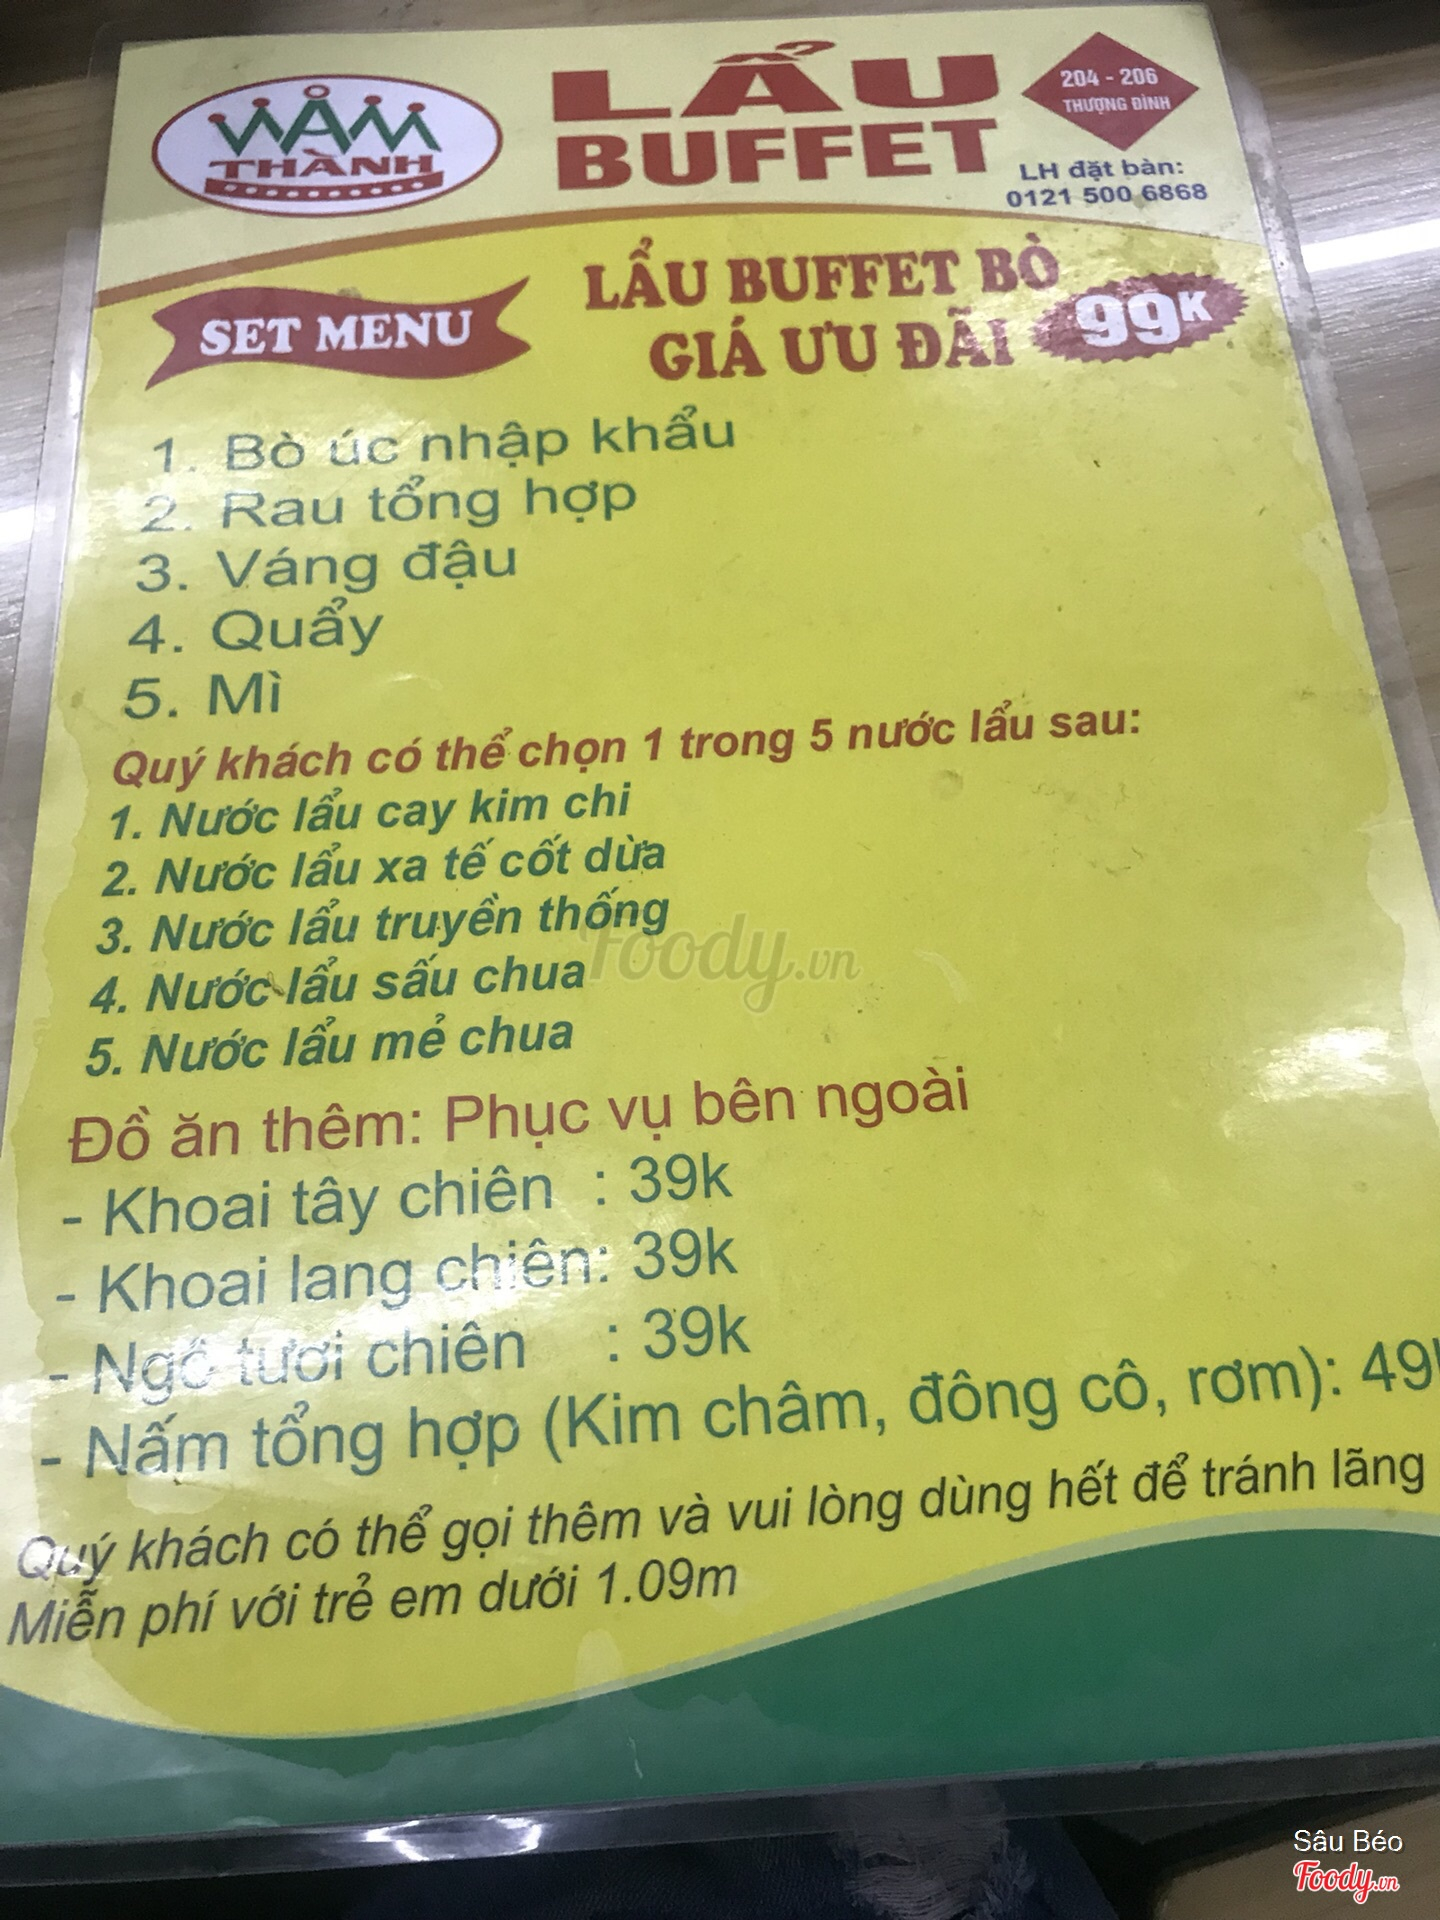 WÅM
THÀNH
LẨU
BUFFET
204 - 206
THƯỢNG ĐÌNH
LH đặt bàn:
0121 500 6868
SET MENU
LẨU BUFFET BÒ
GIÁ ƯU ĐÃI 99K
1. Bò úc nhập khẩu
2. Rau tổng hợp
3. Váng đậu
4. Quẩy
5. Mì
Quý khách có thể chọn 1 trong 5 nước lẩu sau:
1. Nước lẩu cay kim chi
2. Nước lẩu xa tế cốt dừa
3. Nước lẩu truyền thống
4. Nước lẩu sấu chua
5. Nước lẩu mẻ chua
Foody.vn
Đồ ăn thêm: Phục vụ bên ngoài
- Khoai tây chiên : 39k
- Khoai lang chiên: 39k
- Ngô tươi chiên : 39k
- Nấm tổng hợp (Kim châm, đông cô, rơm): 49
Quý khách có thể gọi thêm và vui lòng dùng hết để tránh lãng
Miễn phí với trẻ em dưới 1.09m
Sâu Béo
Foody.vn